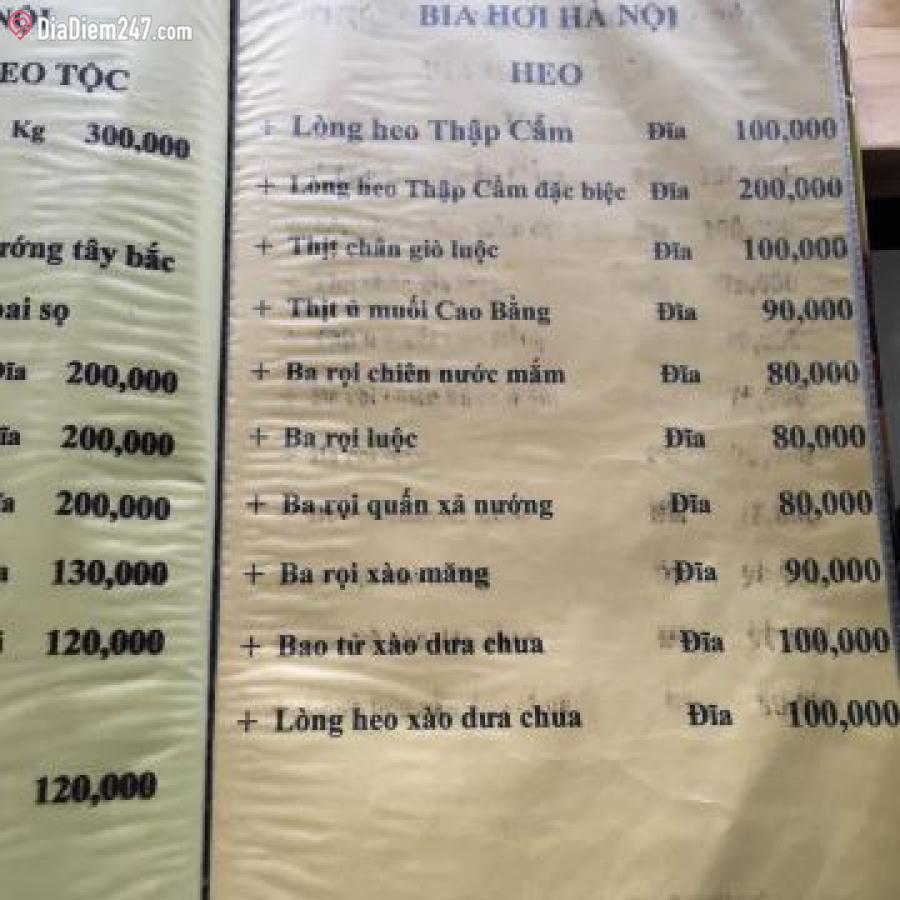 DiaDiem247.com
NỘI
EO TỘC
Kg 300,000
ướng tây bắc
oai sọ
Đĩa 200,000
ĩa 200,000
a 200,000
130,000
i 120,000
120,000
BIA HƠI HÀ NỘI
HEO
+ Lòng heo Thập Cẩm Đĩa 100,000
+ Lòng heo Thập Cẩm đặc biệc Đĩa 200,000
+ Thịt chân giò luộc Đĩa 100,000
+ Thịt ủ muối Cao Bằng Đĩa 90,000
+ Ba rọi chiên nước mắm Đĩa 80,000
+ Ba rọi luộc Đĩa 80,000
+ Ba rọi quấn xả nướng Đĩa 80,000
+ Ba rọi xào măng Đĩa 90,000
+ Bao tử xào dưa chua Đĩa 100,000
+ Lòng heo xào dưa chua Đĩa 100,000